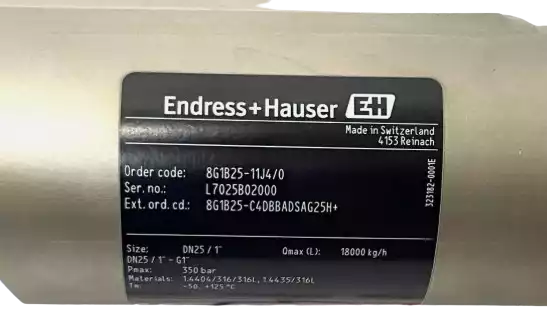 Endress+Hauser EH
Made in Switzerland
4153 Reinach
Order code: 8G1B25-11J4/0
Ser. no.: L7025B02000
Ext. ord. cd.: 8G1B25-C4DBBADSAG25H+
323182-0001E
Size: DN25 / 1" Qmax (L): 18000 kg/h
DN25 / 1" - G1"
Pmax: 350 bar
Materials: 1.4404/316/316L, 1.4435/316L
Tm: -50...+125 °C